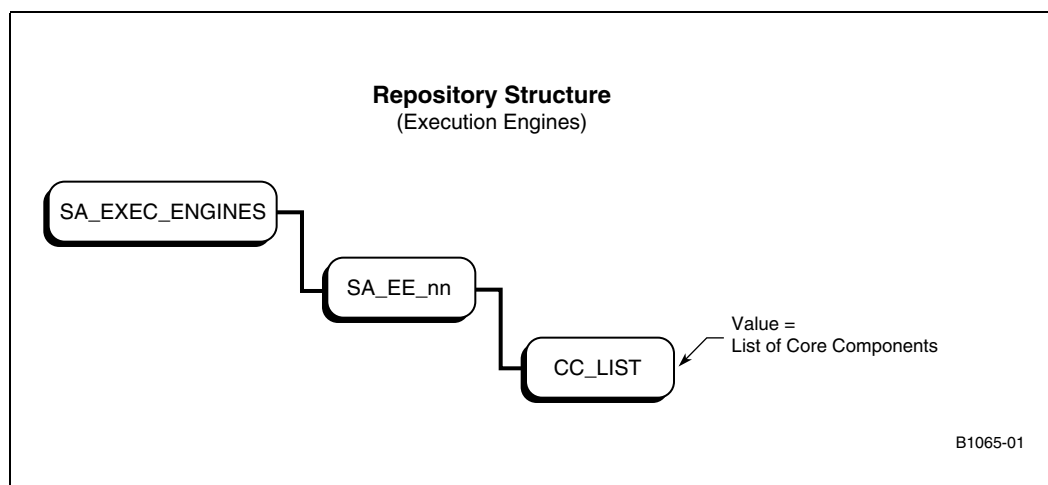 Repository Structure
(Execution Engines)
SA_EXEC_ENGINES
SA_EE_nn
Value =
List of Core Components
CC_LIST
B1065-01